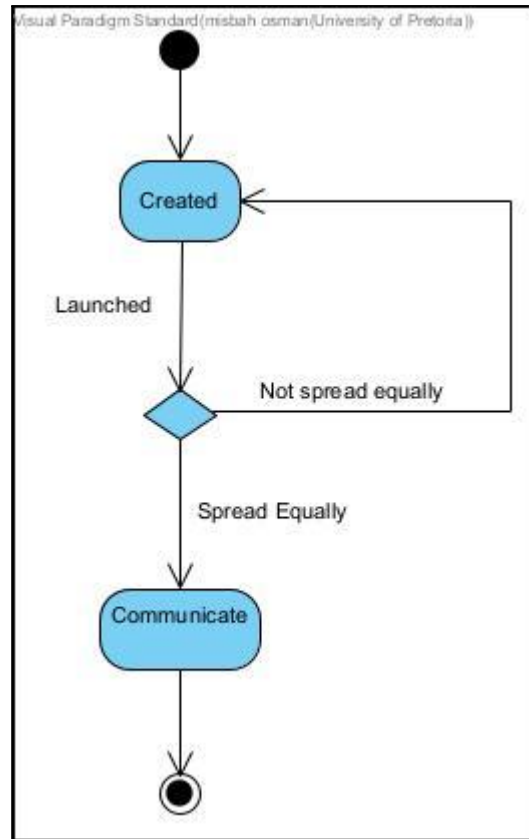 Visual Paradigm Standard(misbah osman(University of Pretoria))
Created
Launched
Not spread equally
Spread Equally
Communicate